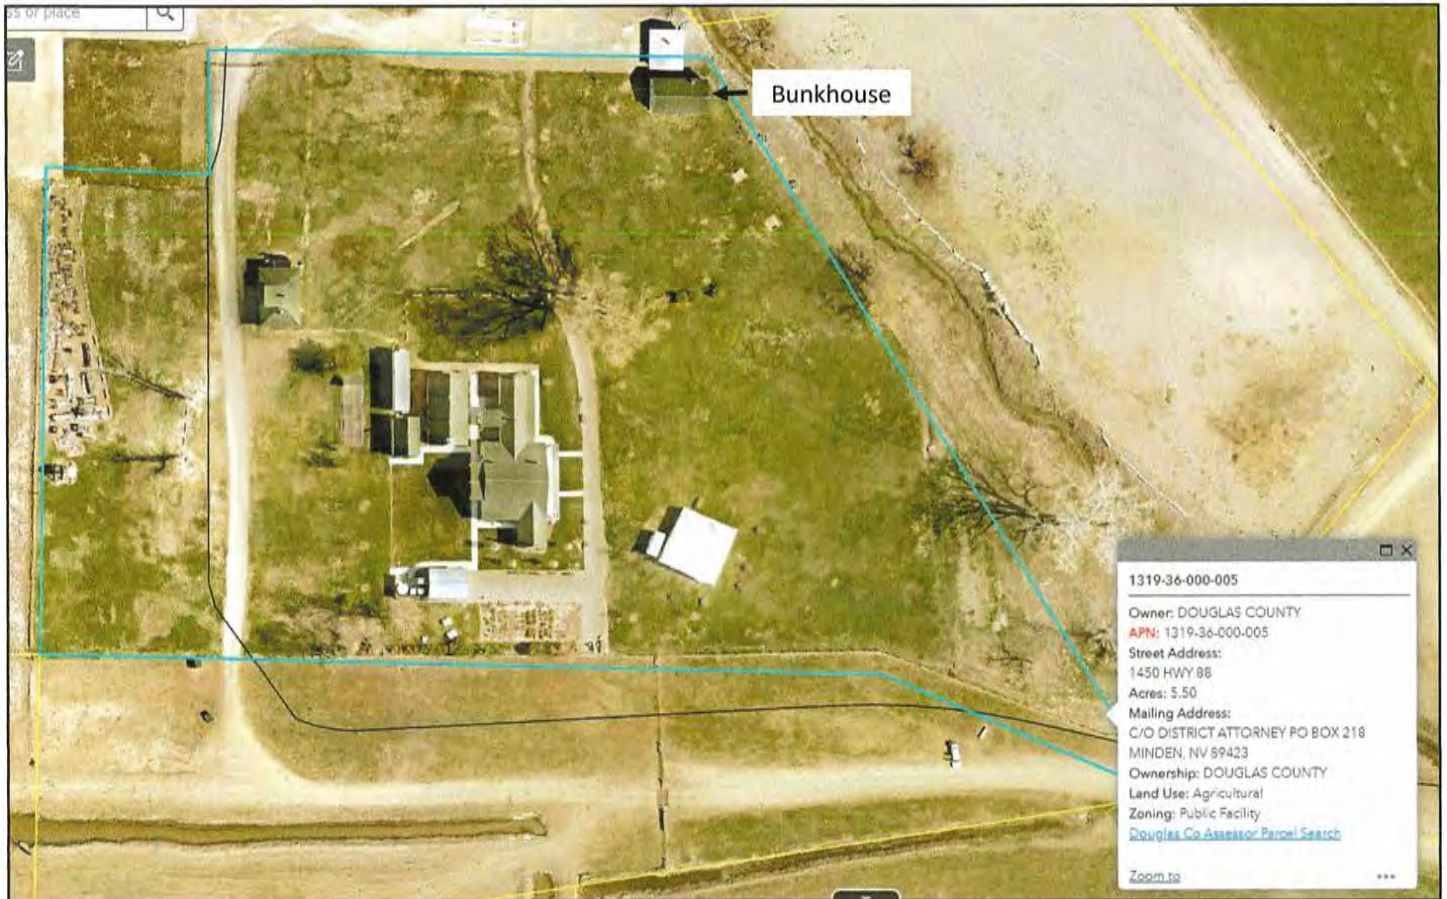 ss or place
Bunkhouse
1319-36-000-005
Owner: DOUGLAS COUNTY
APN: 1319-36-000-005
Street Address:
1450 HWY 88
Acres: 5.50
Mailing Address:
C/O DISTRICT ATTORNEY PO BOX 218
MINDEN, NV 89423
Ownership: DOUGLAS COUNTY
Land Use: Agricultural
Zoning: Public Facility
Douglas Co Assessor Parcel Search
Zoom to